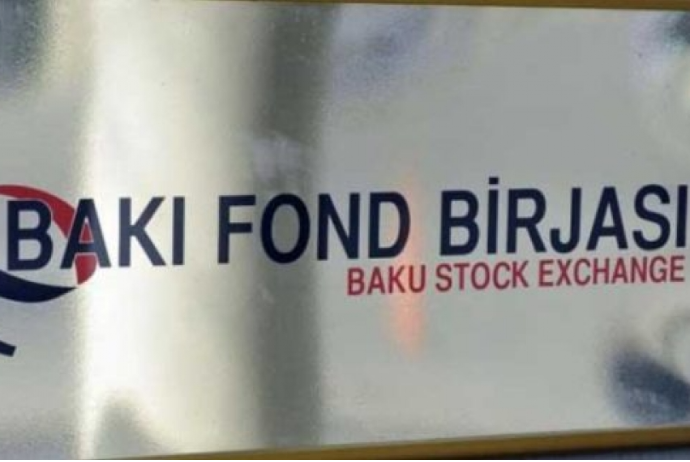 BAKI FOND BİRJASI
BAKU STOCK EXCHANGE